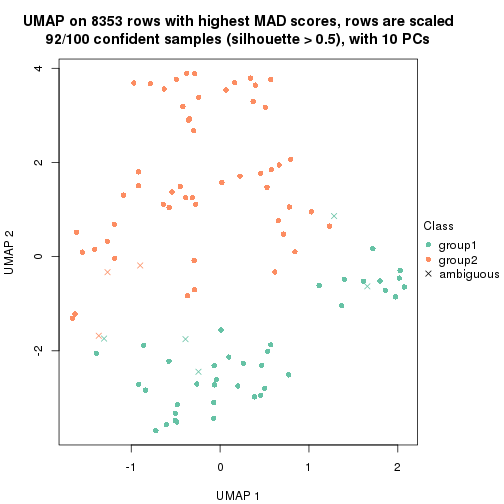 UMAP on 8353 rows with highest MAD scores, rows are scaled
92/100 confident samples (silhouette > 0.5), with 10 PCs
4
2
0
-2
UMAP 2
-1
0
1
2
UMAP 1
Class
group1
group2
ambiguous